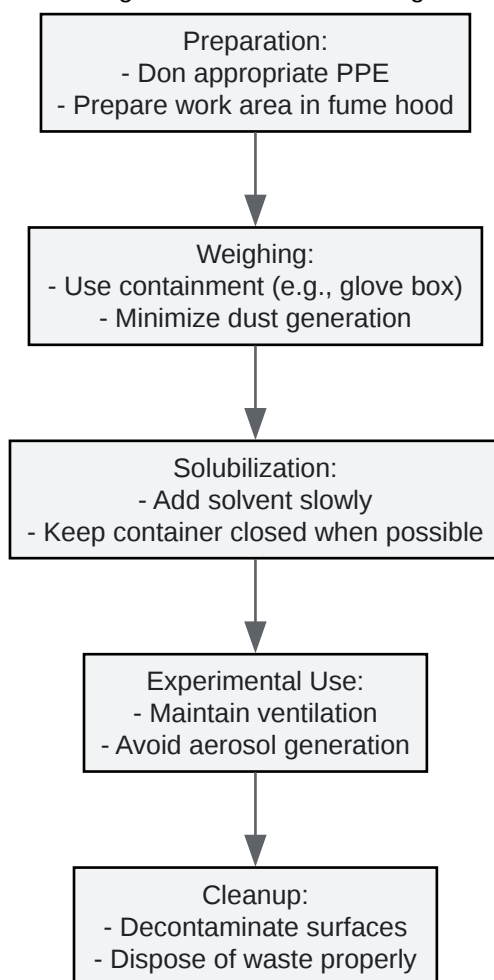 Preparation:
- Don appropriate PPE
- Prepare work area in fume hood
Weighing:
- Use containment (e.g., glove box)
- Minimize dust generation
Solubilization:
- Add solvent slowly
- Keep container closed when possible
Experimental Use:
- Maintain ventilation
- Avoid aerosol generation
Cleanup:
- Decontaminate surfaces
- Dispose of waste properly